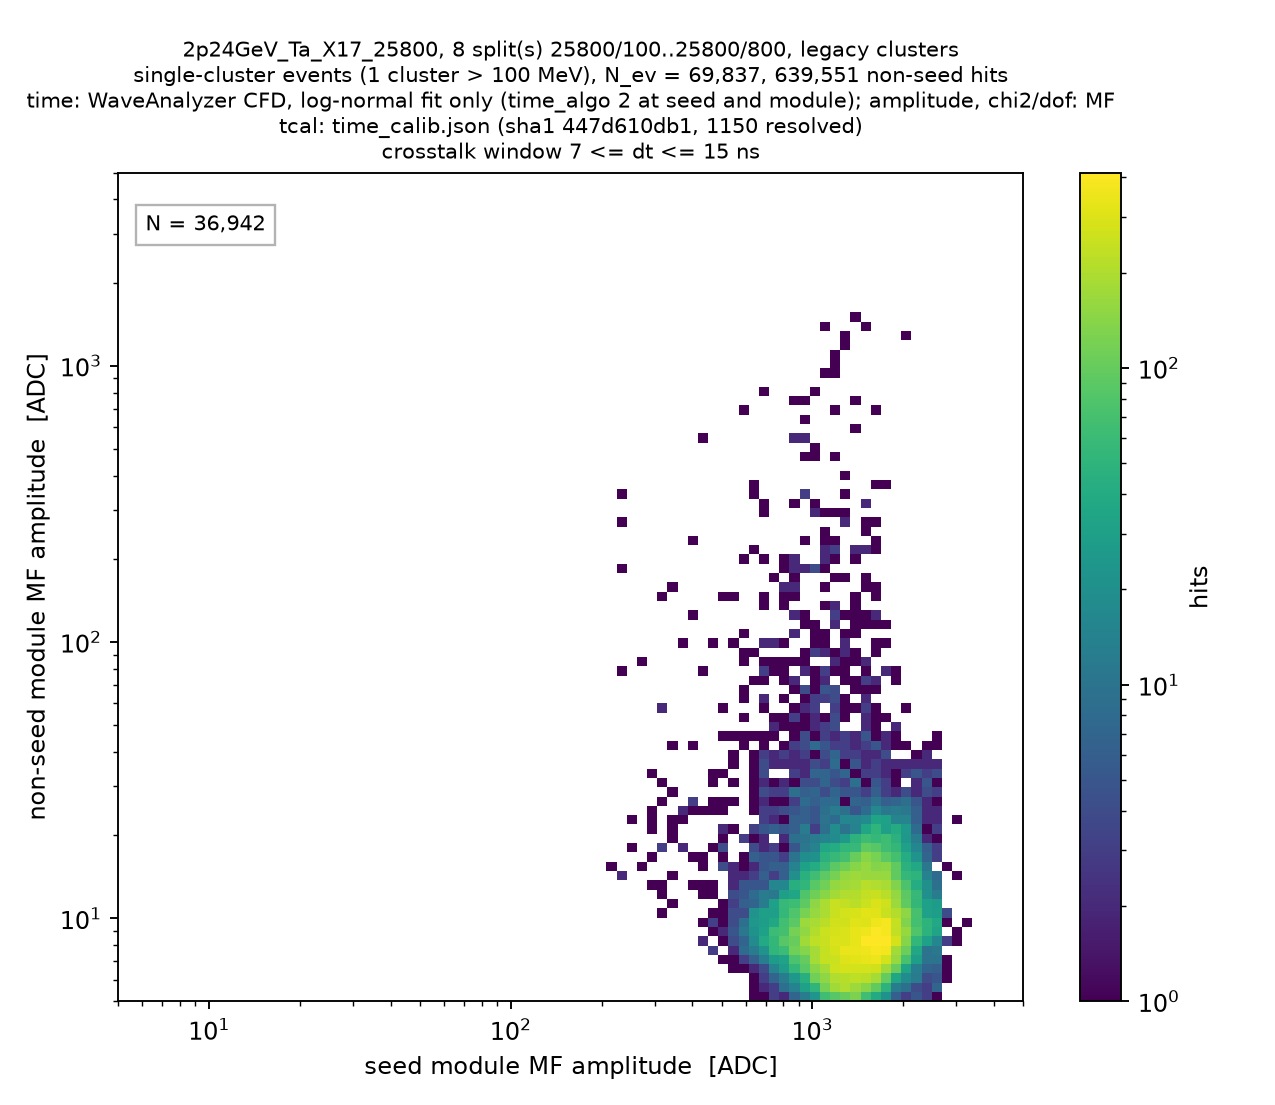 2p24GeV_Ta_X17_25800, 8 split(s) 25800/100..25800/800, legacy clusters
single-cluster events (1 cluster > 100 MeV), N_ev = 69,837, 639,551 non-seed hits
time: WaveAnalyzer CFD, log-normal fit only (time_algo 2 at seed and module); amplitude, chi2/dof: MF
tcal: time_calib.json (sha1 447d610db1, 1150 resolved)
crosstalk window 7 <= dt <= 15 ns
N = 36,942
non-seed module MF amplitude [ADC]
10³
10²
10¹
10¹
10²
10³
seed module MF amplitude [ADC]
10²
10¹
10⁰
hits